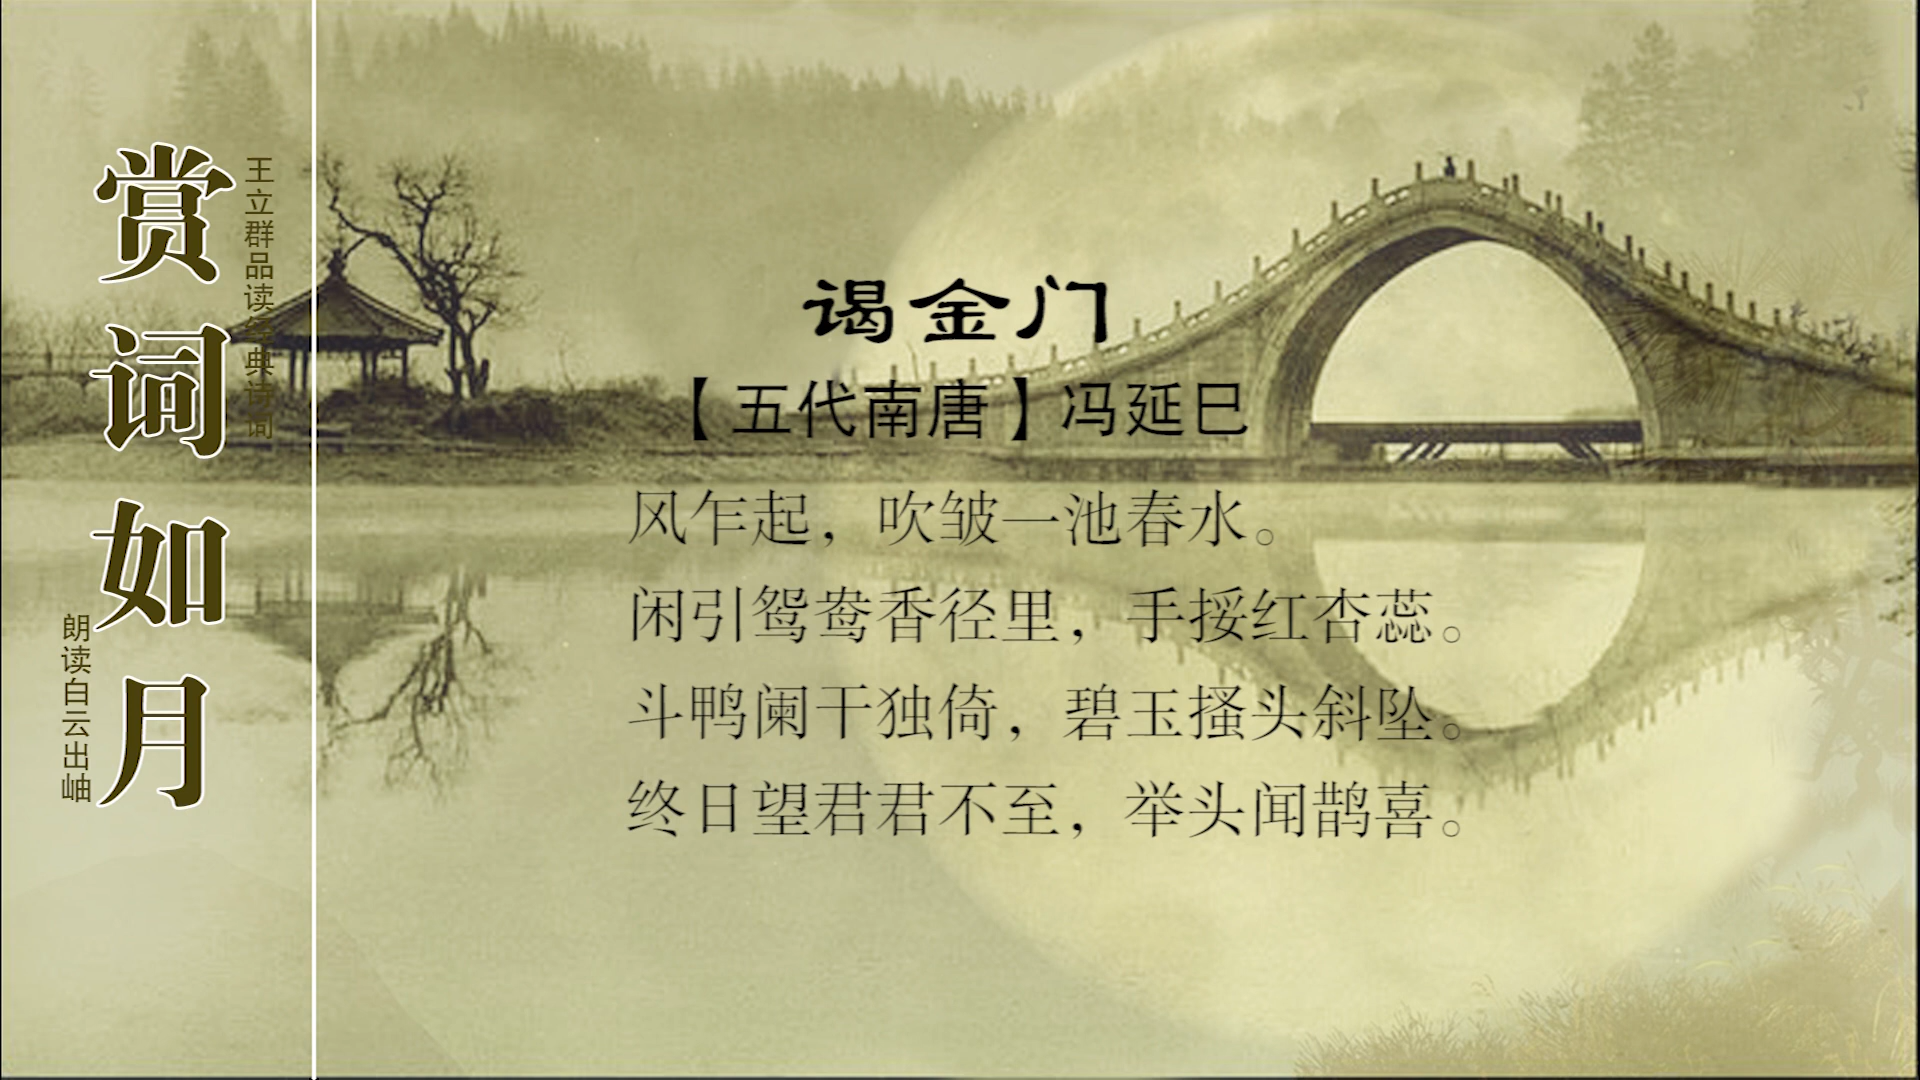 赏词如月
王立群品读经典诗词
朗读白云出岫
谒金门
【五代南唐】冯延巳
风乍起，吹皱一池春水。
闲引鸳鸯香径里，手挼红杏蕊。
斗鸭阑干独倚，碧玉搔头斜坠。
终日望君君不至，举头闻鹊喜。